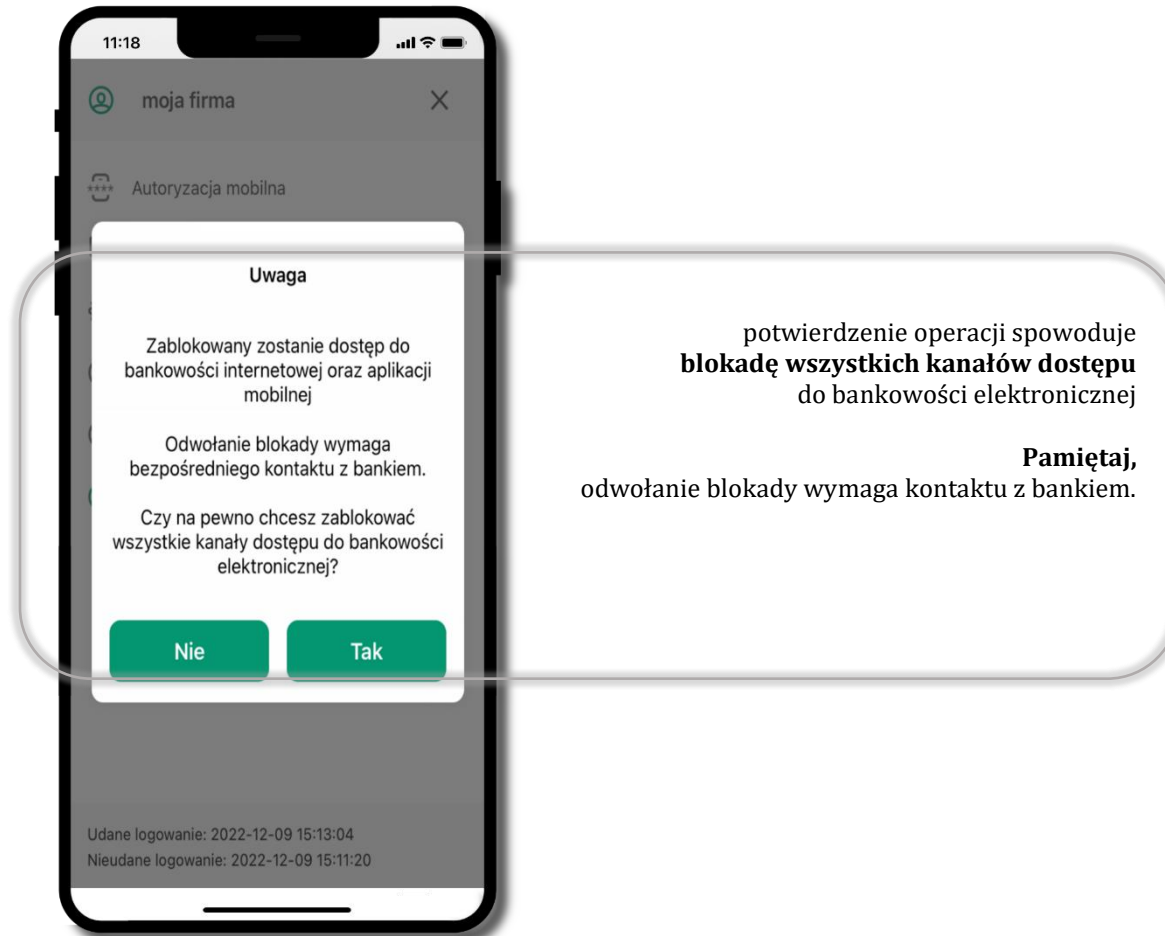 11:18
moja firma
Autoryzacja mobilna
Uwaga
Zablokowany zostanie dostęp do
bankowości internetowej oraz aplikacji
mobilnej
Odwołanie blokady wymaga
bezpośredniego kontaktu z bankiem.
Czy na pewno chcesz zablokować
wszystkie kanały dostępu do bankowości
elektronicznej?
Nie
Tak
Udane logowanie: 2022-12-09 15:13:04
Nieudane logowanie: 2022-12-09 15:11:20
potwierdzenie operacji spowoduje
blokadę wszystkich kanałów dostępu
do bankowości elektronicznej
Pamiętaj,
odwołanie blokady wymaga kontaktu z bankiem.